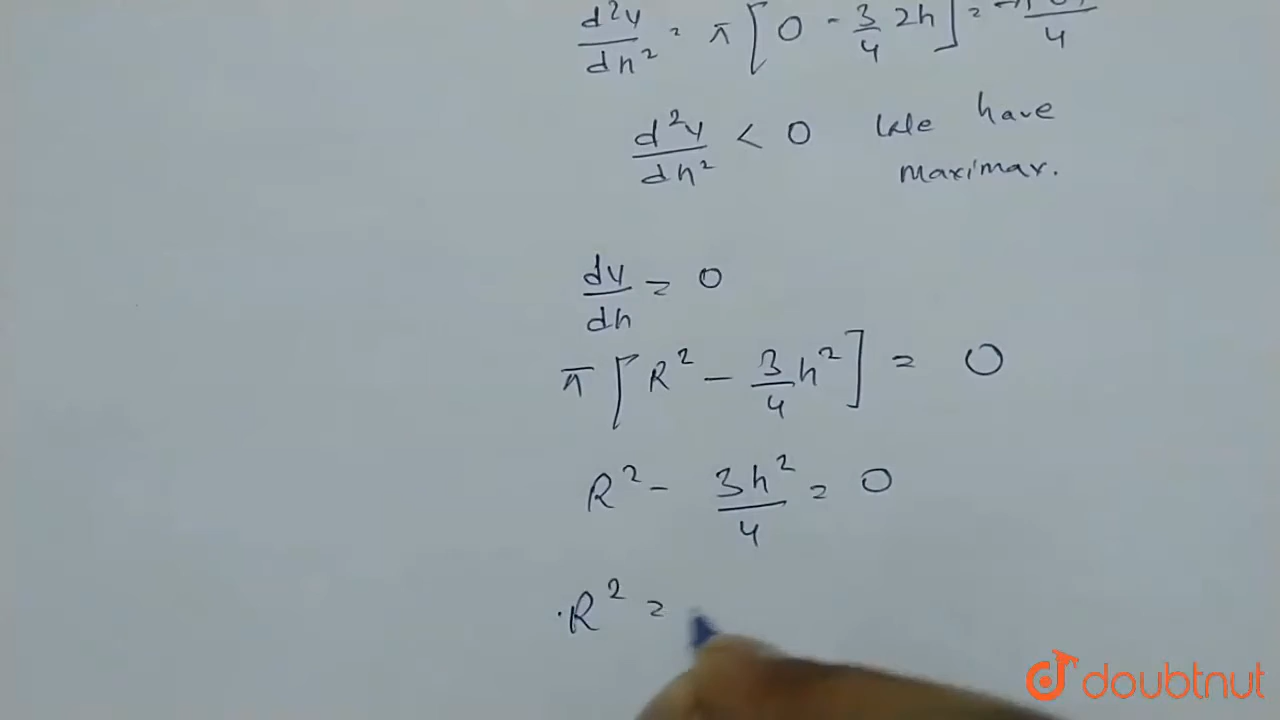 d²v/dh² = π[0 - 3/4 2h] =
d²v/dh² < 0 We have
maximax.
dv/dh = 0
π[R² - 3/4 h²] = 0
R² - 3h²/4 = 0
R² =
doubtnut